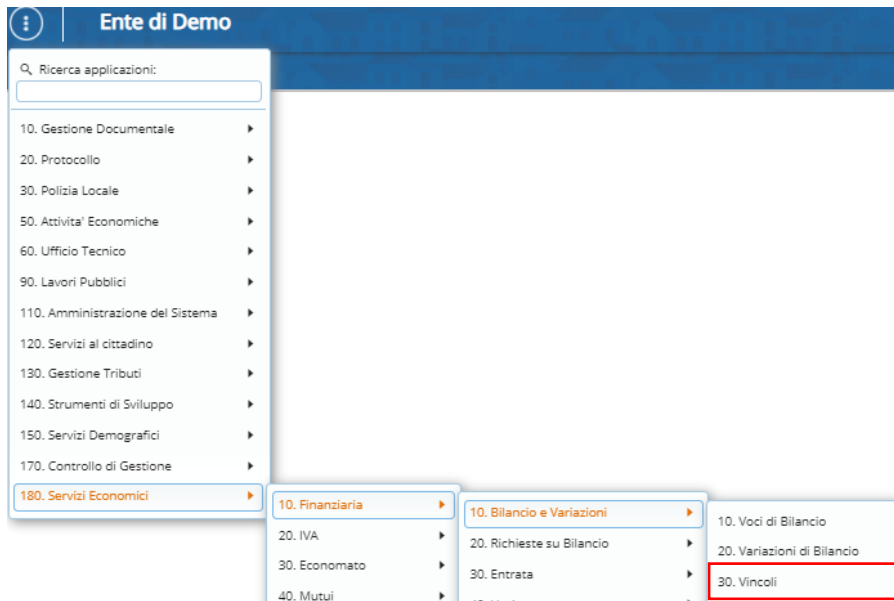 Ente di Demo
Ricerca applicazioni:
10. Gestione Documentale
20. Protocollo
30. Polizia Locale
50. Attivita' Economiche
60. Ufficio Tecnico
90. Lavori Pubblici
110. Amministrazione del Sistema
120. Servizi al cittadino
130. Gestione Tributi
140. Strumenti di Sviluppo
150. Servizi Demografici
170. Controllo di Gestione
180. Servizi Economici
10. Finanziaria
20. IVA
30. Economato
40. Mutui
10. Bilancio e Variazioni
20. Richieste su Bilancio
30. Entrata
10. Voci di Bilancio
20. Variazioni di Bilancio
30. Vincoli